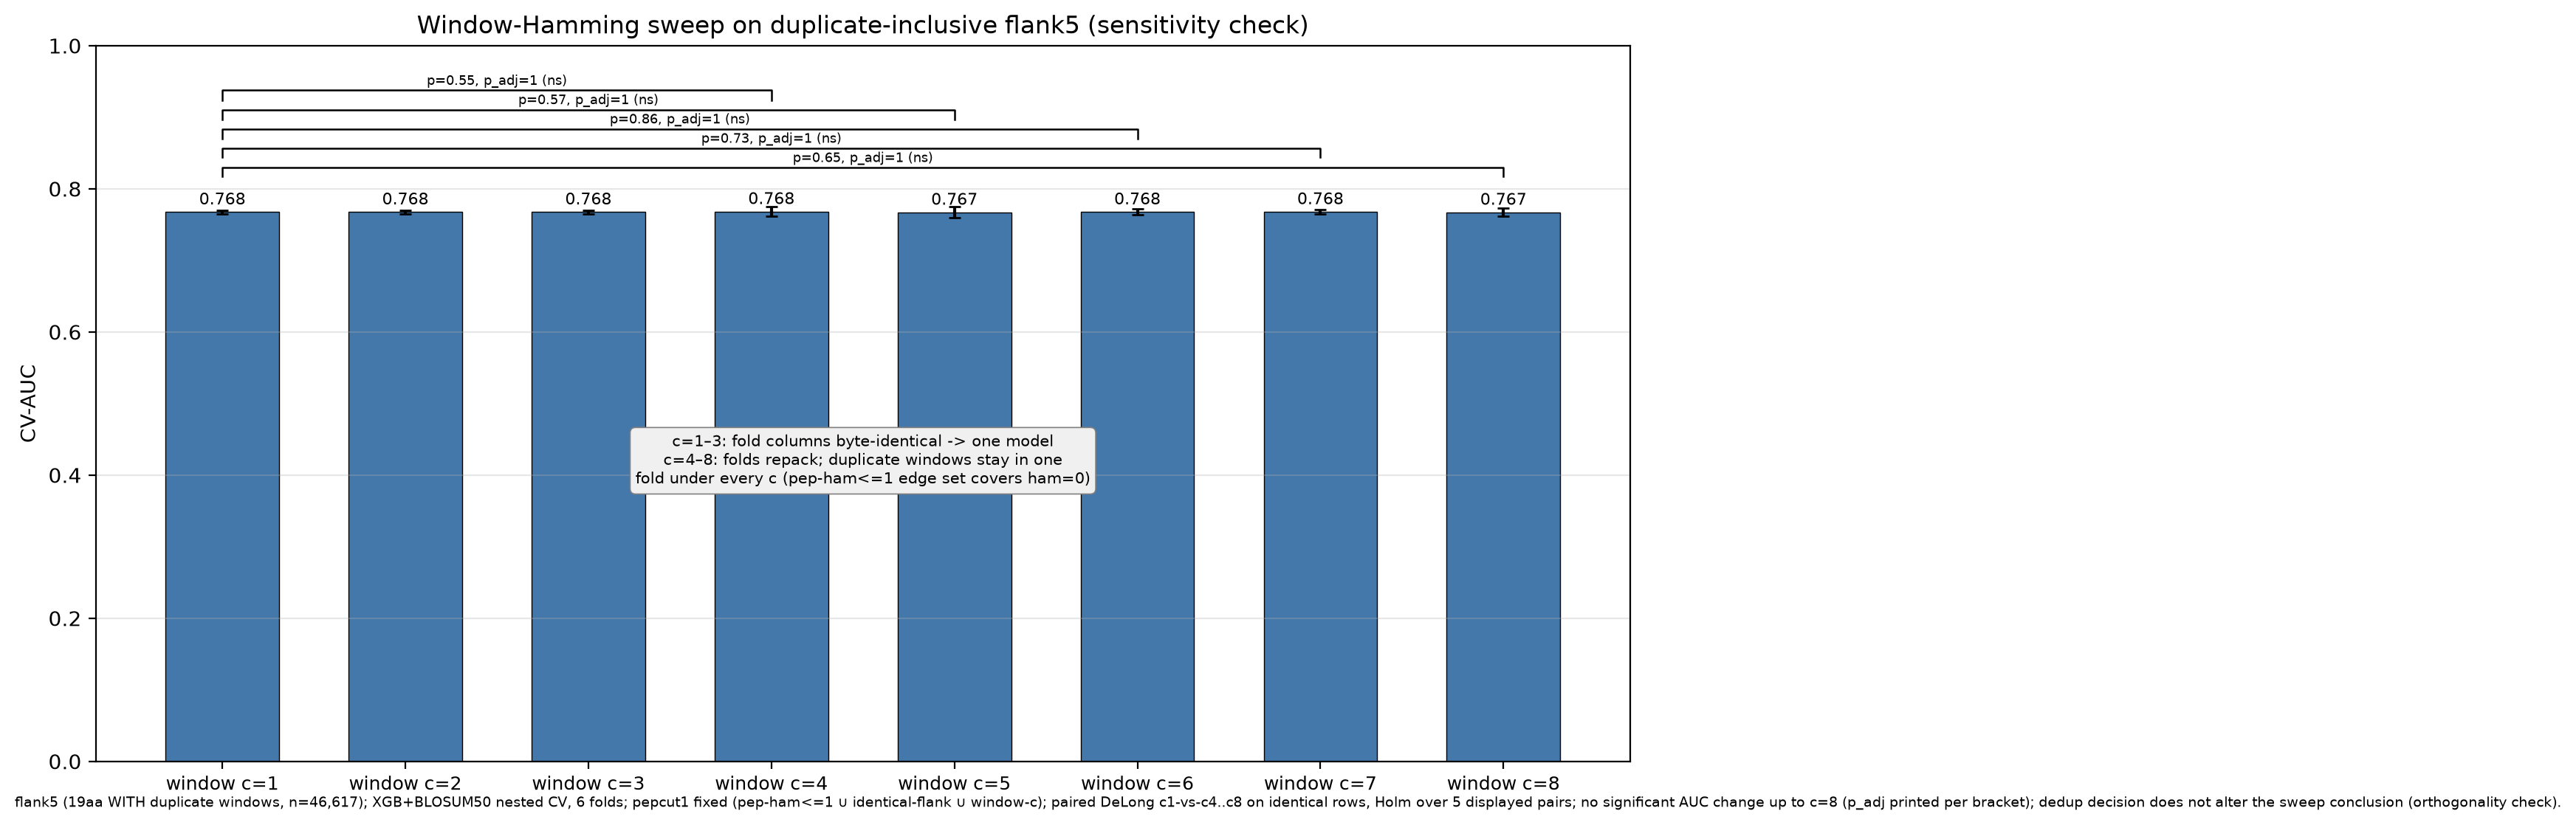 Window-Hamming sweep on duplicate-inclusive flank5 (sensitivity check)
CV-AUC
1.0
0.8
0.6
0.4
0.2
0.0
p=0.55, p_adj=1 (ns)
p=0.57, p_adj=1 (ns)
p=0.86, p_adj=1 (ns)
p=0.73, p_adj=1 (ns)
p=0.65, p_adj=1 (ns)
0.768 0.768 0.768 0.768 0.767 0.768 0.768 0.767
c=1–3: fold columns byte-identical -> one model
c=4–8: folds repack; duplicate windows stay in one
fold under every c (pep-ham<=1 edge set covers ham=0)
window c=1 window c=2 window c=3 window c=4 window c=5 window c=6 window c=7 window c=8
flank5 (19aa WITH duplicate windows, n=46,617); XGB+BLOSUM50 nested CV, 6 folds; pepcut1 fixed (pep-ham<=1 ∪ identical-flank ∪ window-c); paired DeLong c1-vs-c4..c8 on identical rows, Holm over 5 displayed pairs; no significant AUC change up to c=8 (p_adj printed per bracket); dedup decision does not alter the sweep conclusion (orthogonality check).